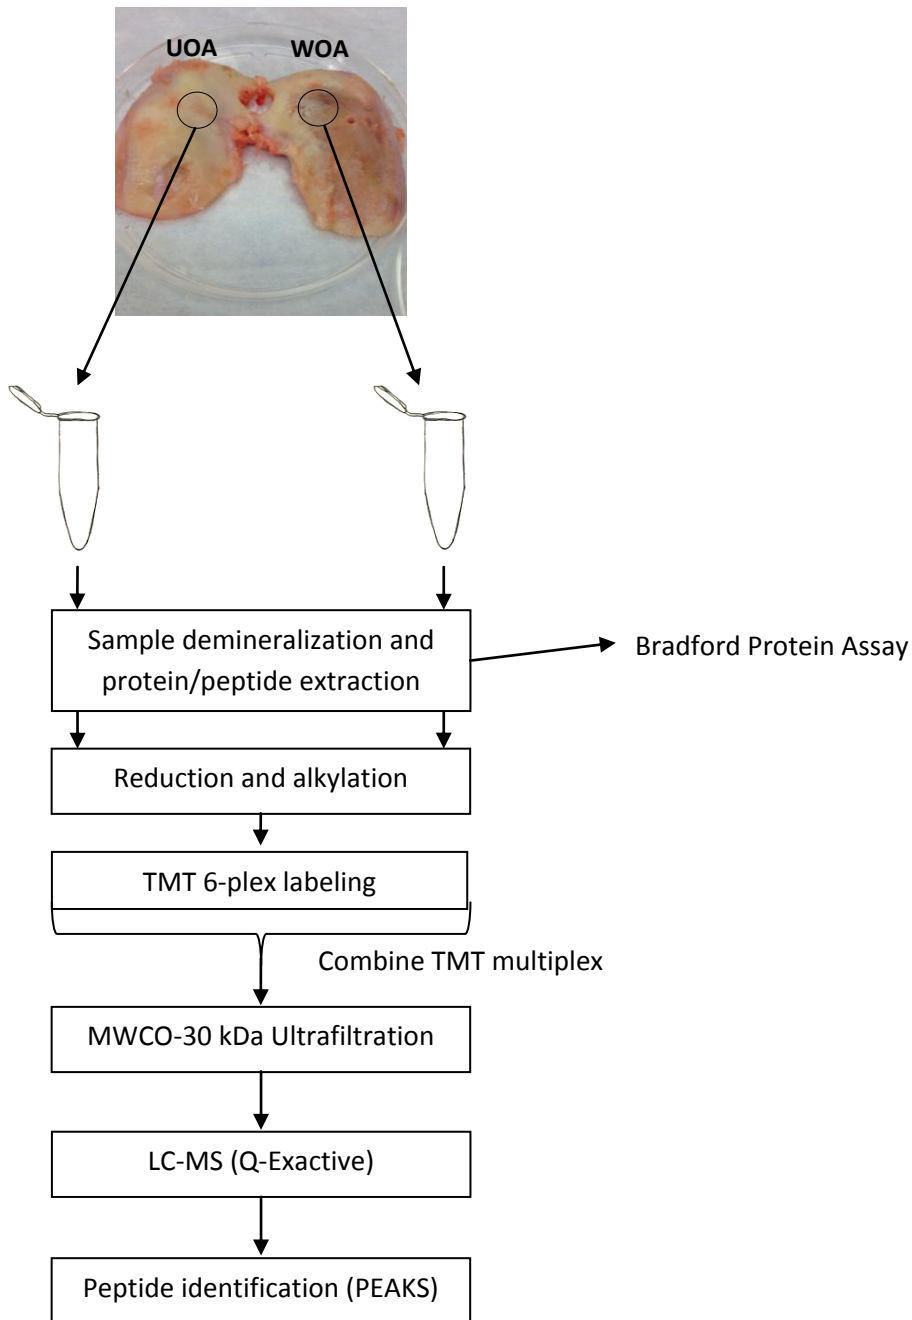 UOA WOA
Sample demineralization and
protein/peptide extraction
Bradford Protein Assay
Reduction and alkylation
TMT 6-plex labeling
Combine TMT multiplex
MWCO-30 kDa Ultrafiltration
LC-MS (Q-Exactive)
Peptide identification (PEAKS)